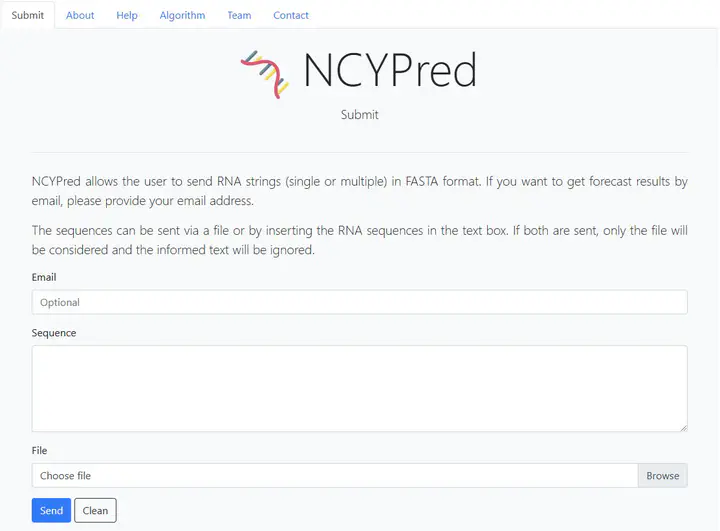 Submit About Help Algorithm Team Contact
NCYPred
Submit
NCYPred allows the user to send RNA strings (single or multiple) in FASTA format. If you want to get forecast results by
email, please provide your email address.
The sequences can be sent via a file or by inserting the RNA sequences in the text box. If both are sent, only the file will
be considered and the informed text will be ignored.
Email
Optional
Sequence
File
Choose file Browse
Send Clean